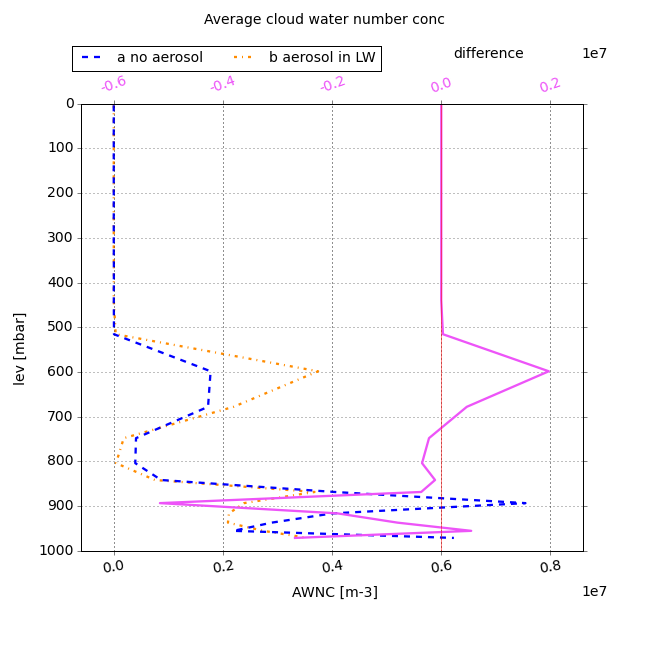 Average cloud water number conc
a no aerosol b aerosol in LW difference 1e7
-0.6 -0.4 -0.2 0.0 0.2
0
100
200
300
400
500
600
700
800
900
1000
lev [mbar]
0.0 0.2 0.4 0.6 0.8
AWNC [m-3] 1e7